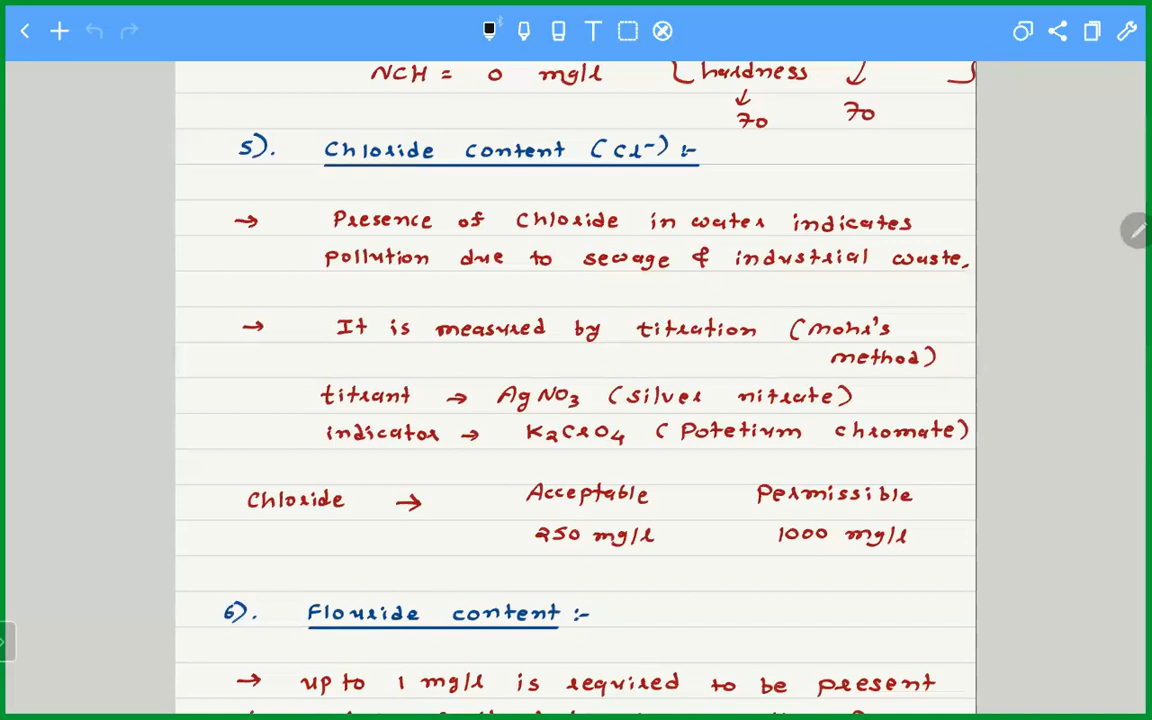 NCH = 0 mg/l {hardness ↓ }
↓
70 70
5). Chloride content (Cl⁻) :-
→ Presence of chloride in water indicates
pollution due to sewage & industrial waste.
→ It is measured by titration (Mohr's
method)
titrant → AgNO₃ (silver nitrate)
indicator → K₂CrO₄ (Potetium chromate)
Chloride → Acceptable Permissible
250 mg/l 1000 mg/l
6). Flouride content :-
→ up to 1 mg/l is required to be present